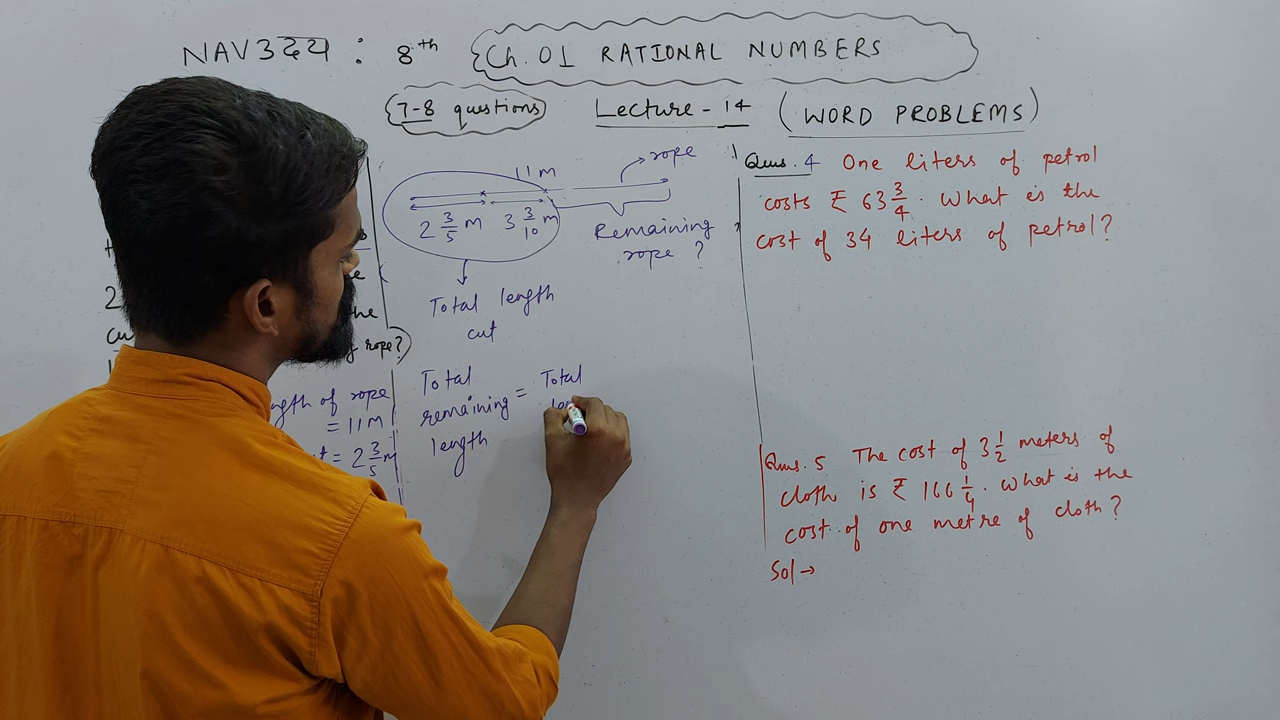 NAV3224 : 8th Ch. 01 RATIONAL NUMBERS
7-8 questions Lecture - 14 (WORD PROBLEMS)
rope
11 m
2 3/5 m 3 3/10 m
Remaining
rope ?
Total length
cut
rope?
length of rope
= 11 m
= 2 3/5 m
Total
remaining = Total
length
Ques. 4 One liters of petrol
costs ₹ 63 3/4. What is the
cost of 34 liters of petrol?
Ques. 5 The cost of 3 1/2 meters of
cloth is ₹ 166 1/4. What is the
cost of one metre of cloth?
Sol →